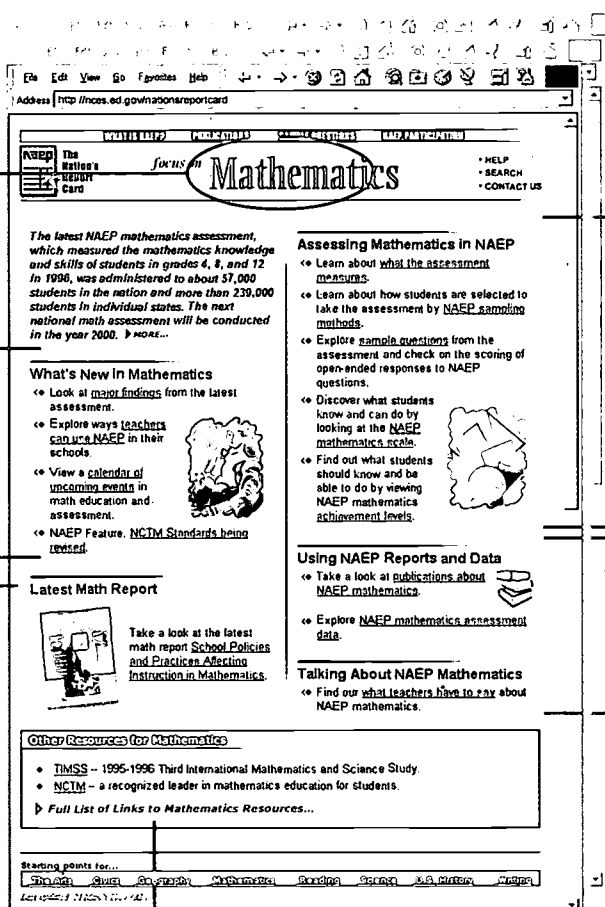 File Edit View Go Favorites Help
Address http://nces.ed.gov/nationsreportcard
WHAT IS NAEP? PUBLICATIONS SAMPLE QUESTIONS NAEP PARTICIPATION
NAEP The
Nation's
Report
Card
focus on Mathematics
• HELP
• SEARCH
• CONTACT US
The latest NAEP mathematics assessment,
which measured the mathematics knowledge
and skills of students in grades 4, 8, and 12
in 1996, was administered to about 57,000
students in the nation and more than 239,000
students in individual states. The next
national math assessment will be conducted
in the year 2000. MORE...
What's New in Mathematics
Look at major findings from the latest
assessment.
Explore ways teachers
can use NAEP in their
schools.
View a calendar of
upcoming events in
math education and
assessment.
NAEP Feature, NCTM Standards being
revised.
Latest Math Report
Take a look at the latest
math report School Policies
and Practices Affecting
Instruction in Mathematics.
Assessing Mathematics in NAEP
Learn about what the assessment
measures.
Learn about how students are selected to
take the assessment by NAEP sampling
methods.
Explore sample questions from the
assessment and check on the scoring of
open-ended responses to NAEP
questions.
Discover what students
know and can do by
looking at the NAEP
mathematics scale.
Find out what students
should know and be
able to do by viewing
NAEP mathematics
achievement levels.
Using NAEP Reports and Data
Take a look at publications about
NAEP mathematics.
Explore NAEP mathematics assessment
data.
Talking About NAEP Mathematics
Find our what teachers have to say about
NAEP mathematics.
Other Resources for Mathematics
• TIMSS – 1995-1996 Third International Mathematics and Science Study.
• NCTM – a recognized leader in mathematics education for students.
Full List of Links to Mathematics Resources...
Starting points for...
The Arts Civics Geography Mathematics Reading Science U.S. History Writing